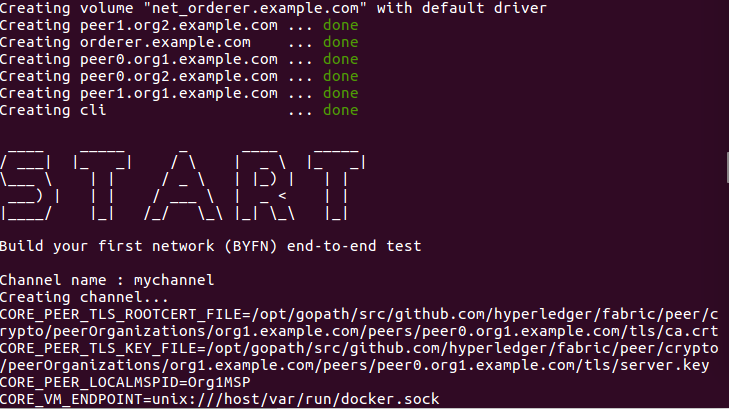 Creating volume "net_orderer.example.com" with default driver
Creating peer1.org2.example.com ... done
Creating orderer.example.com    ... done
Creating peer0.org1.example.com ... done
Creating peer0.org2.example.com ... done
Creating peer1.org1.example.com ... done
Creating cli                    ... done
START
Build your first network (BYFN) end-to-end test
Channel name : mychannel
Creating channel...
CORE_PEER_TLS_ROOTCERT_FILE=/opt/gopath/src/github.com/hyperledger/fabric/peer/c
rypto/peerOrganizations/org1.example.com/peers/peer0.org1.example.com/tls/ca.crt
CORE_PEER_TLS_KEY_FILE=/opt/gopath/src/github.com/hyperledger/fabric/peer/crypto
/peerOrganizations/org1.example.com/peers/peer0.org1.example.com/tls/server.key
CORE_PEER_LOCALMSPID=Org1MSP
CORE_VM_ENDPOINT=unix:///host/var/run/docker.sock